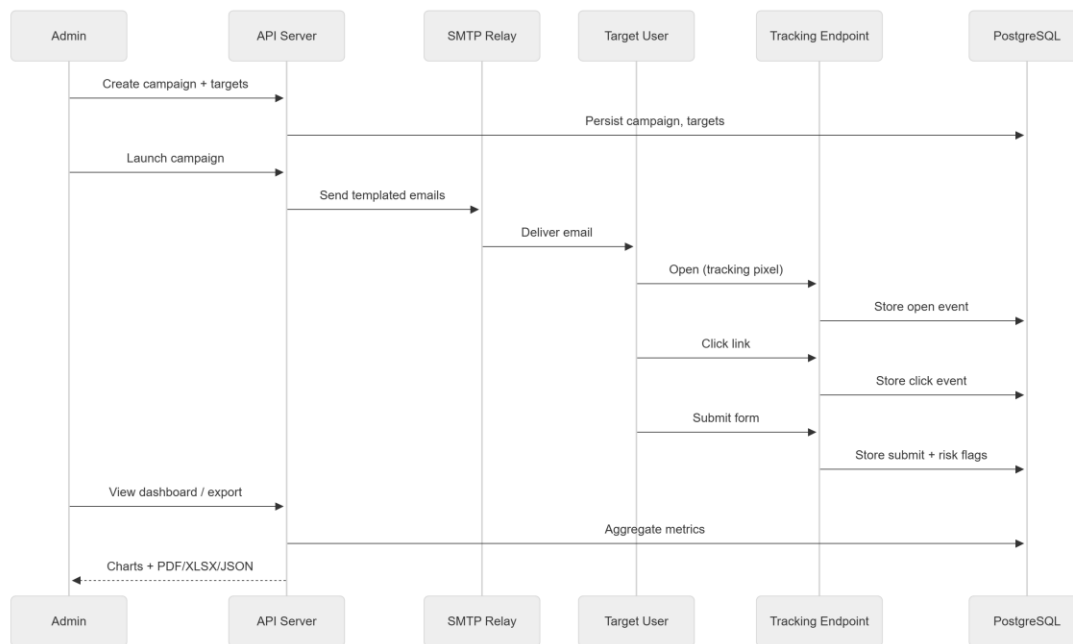 Admin
API Server
SMTP Relay
Target User
Tracking Endpoint
PostgreSQL
Create campaign + targets
Persist campaign, targets
Launch campaign
Send templated emails
Deliver email
Open (tracking pixel)
Store open event
Click link
Store click event
Submit form
Store submit + risk flags
View dashboard / export
Aggregate metrics
Charts + PDF/XLSX/JSON
Admin
API Server
SMTP Relay
Target User
Tracking Endpoint
PostgreSQL